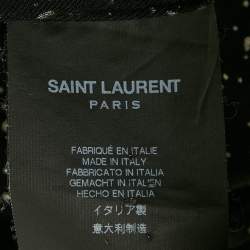 SAINT LAURENT
PARIS
FABRIQUÉ EN ITALIE
MADE IN ITALY
FABBRICATO IN ITALIA
GEMACHT IN ITALIEN
HECHO EN ITALIA
イタリア製
意大利制造